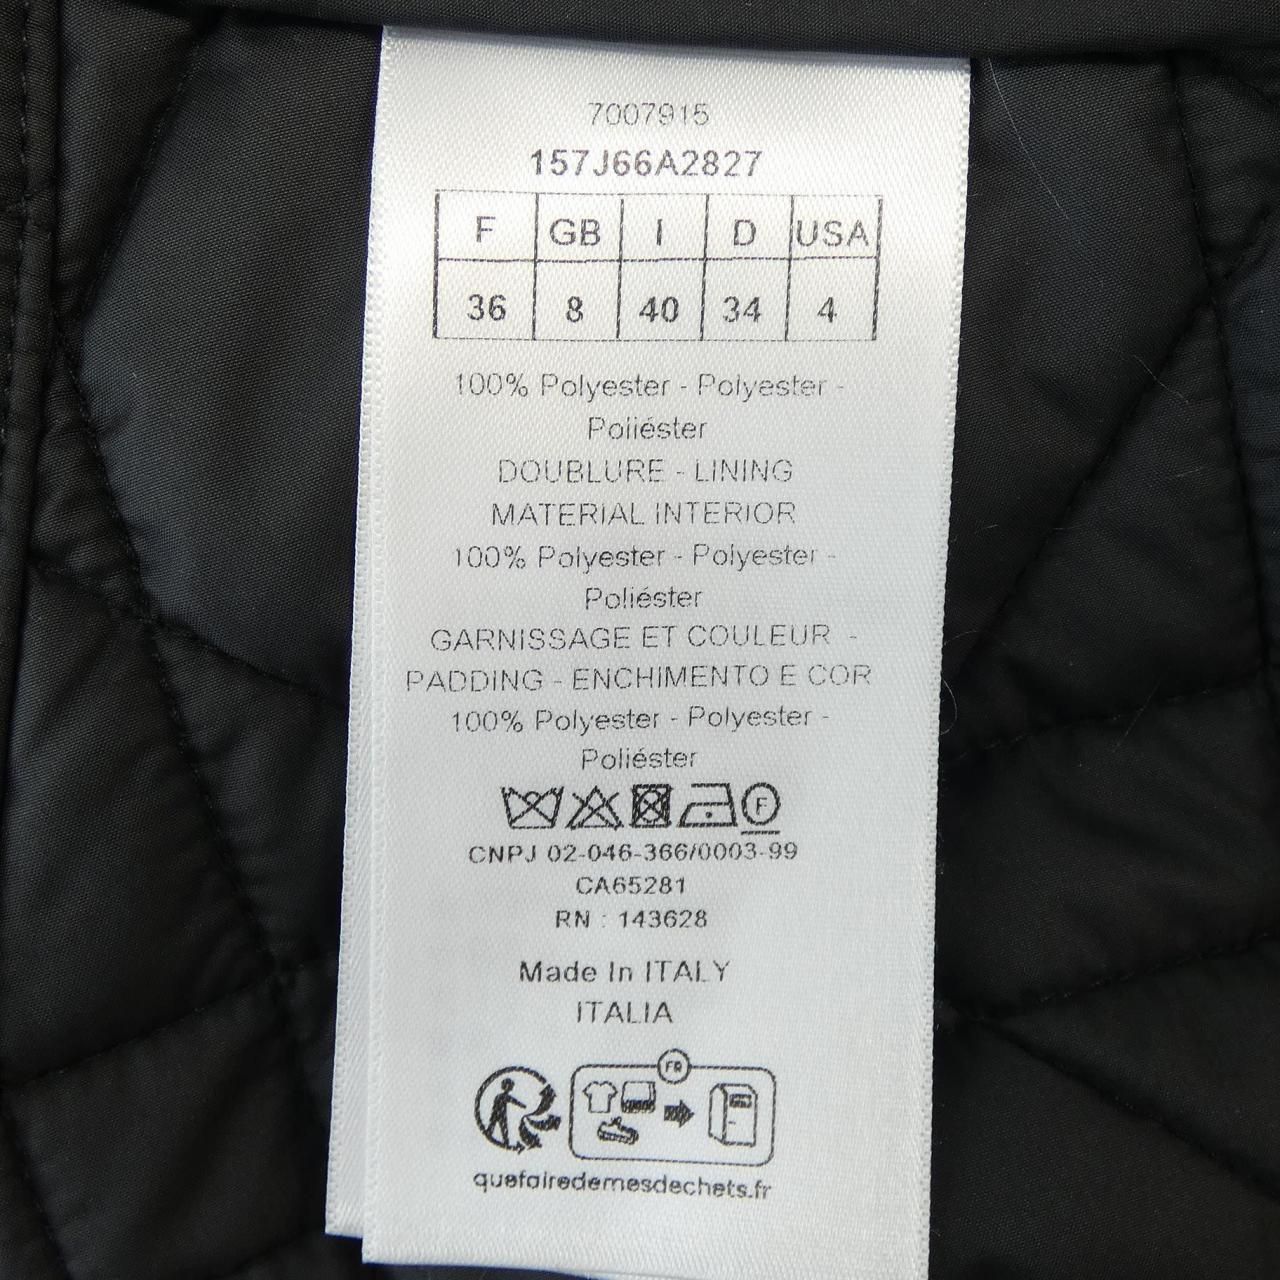 7007915
157J66A2827
F GB I D USA
36 8 40 34 4
100% Polyester - Polyester -
Poliéster
DOUBLURE - LINING
MATERIAL INTERIOR
100% Polyester - Polyester -
Poliéster
GARNISSAGE ET COULEUR -
PADDING - ENCHIMENTO E COR
100% Polyester - Polyester -
Poliéster
F
CNPJ 02-046-366/0003-99
CA65281
RN : 143628
Made In ITALY
ITALIA
FR
quefairedemesdechets.fr